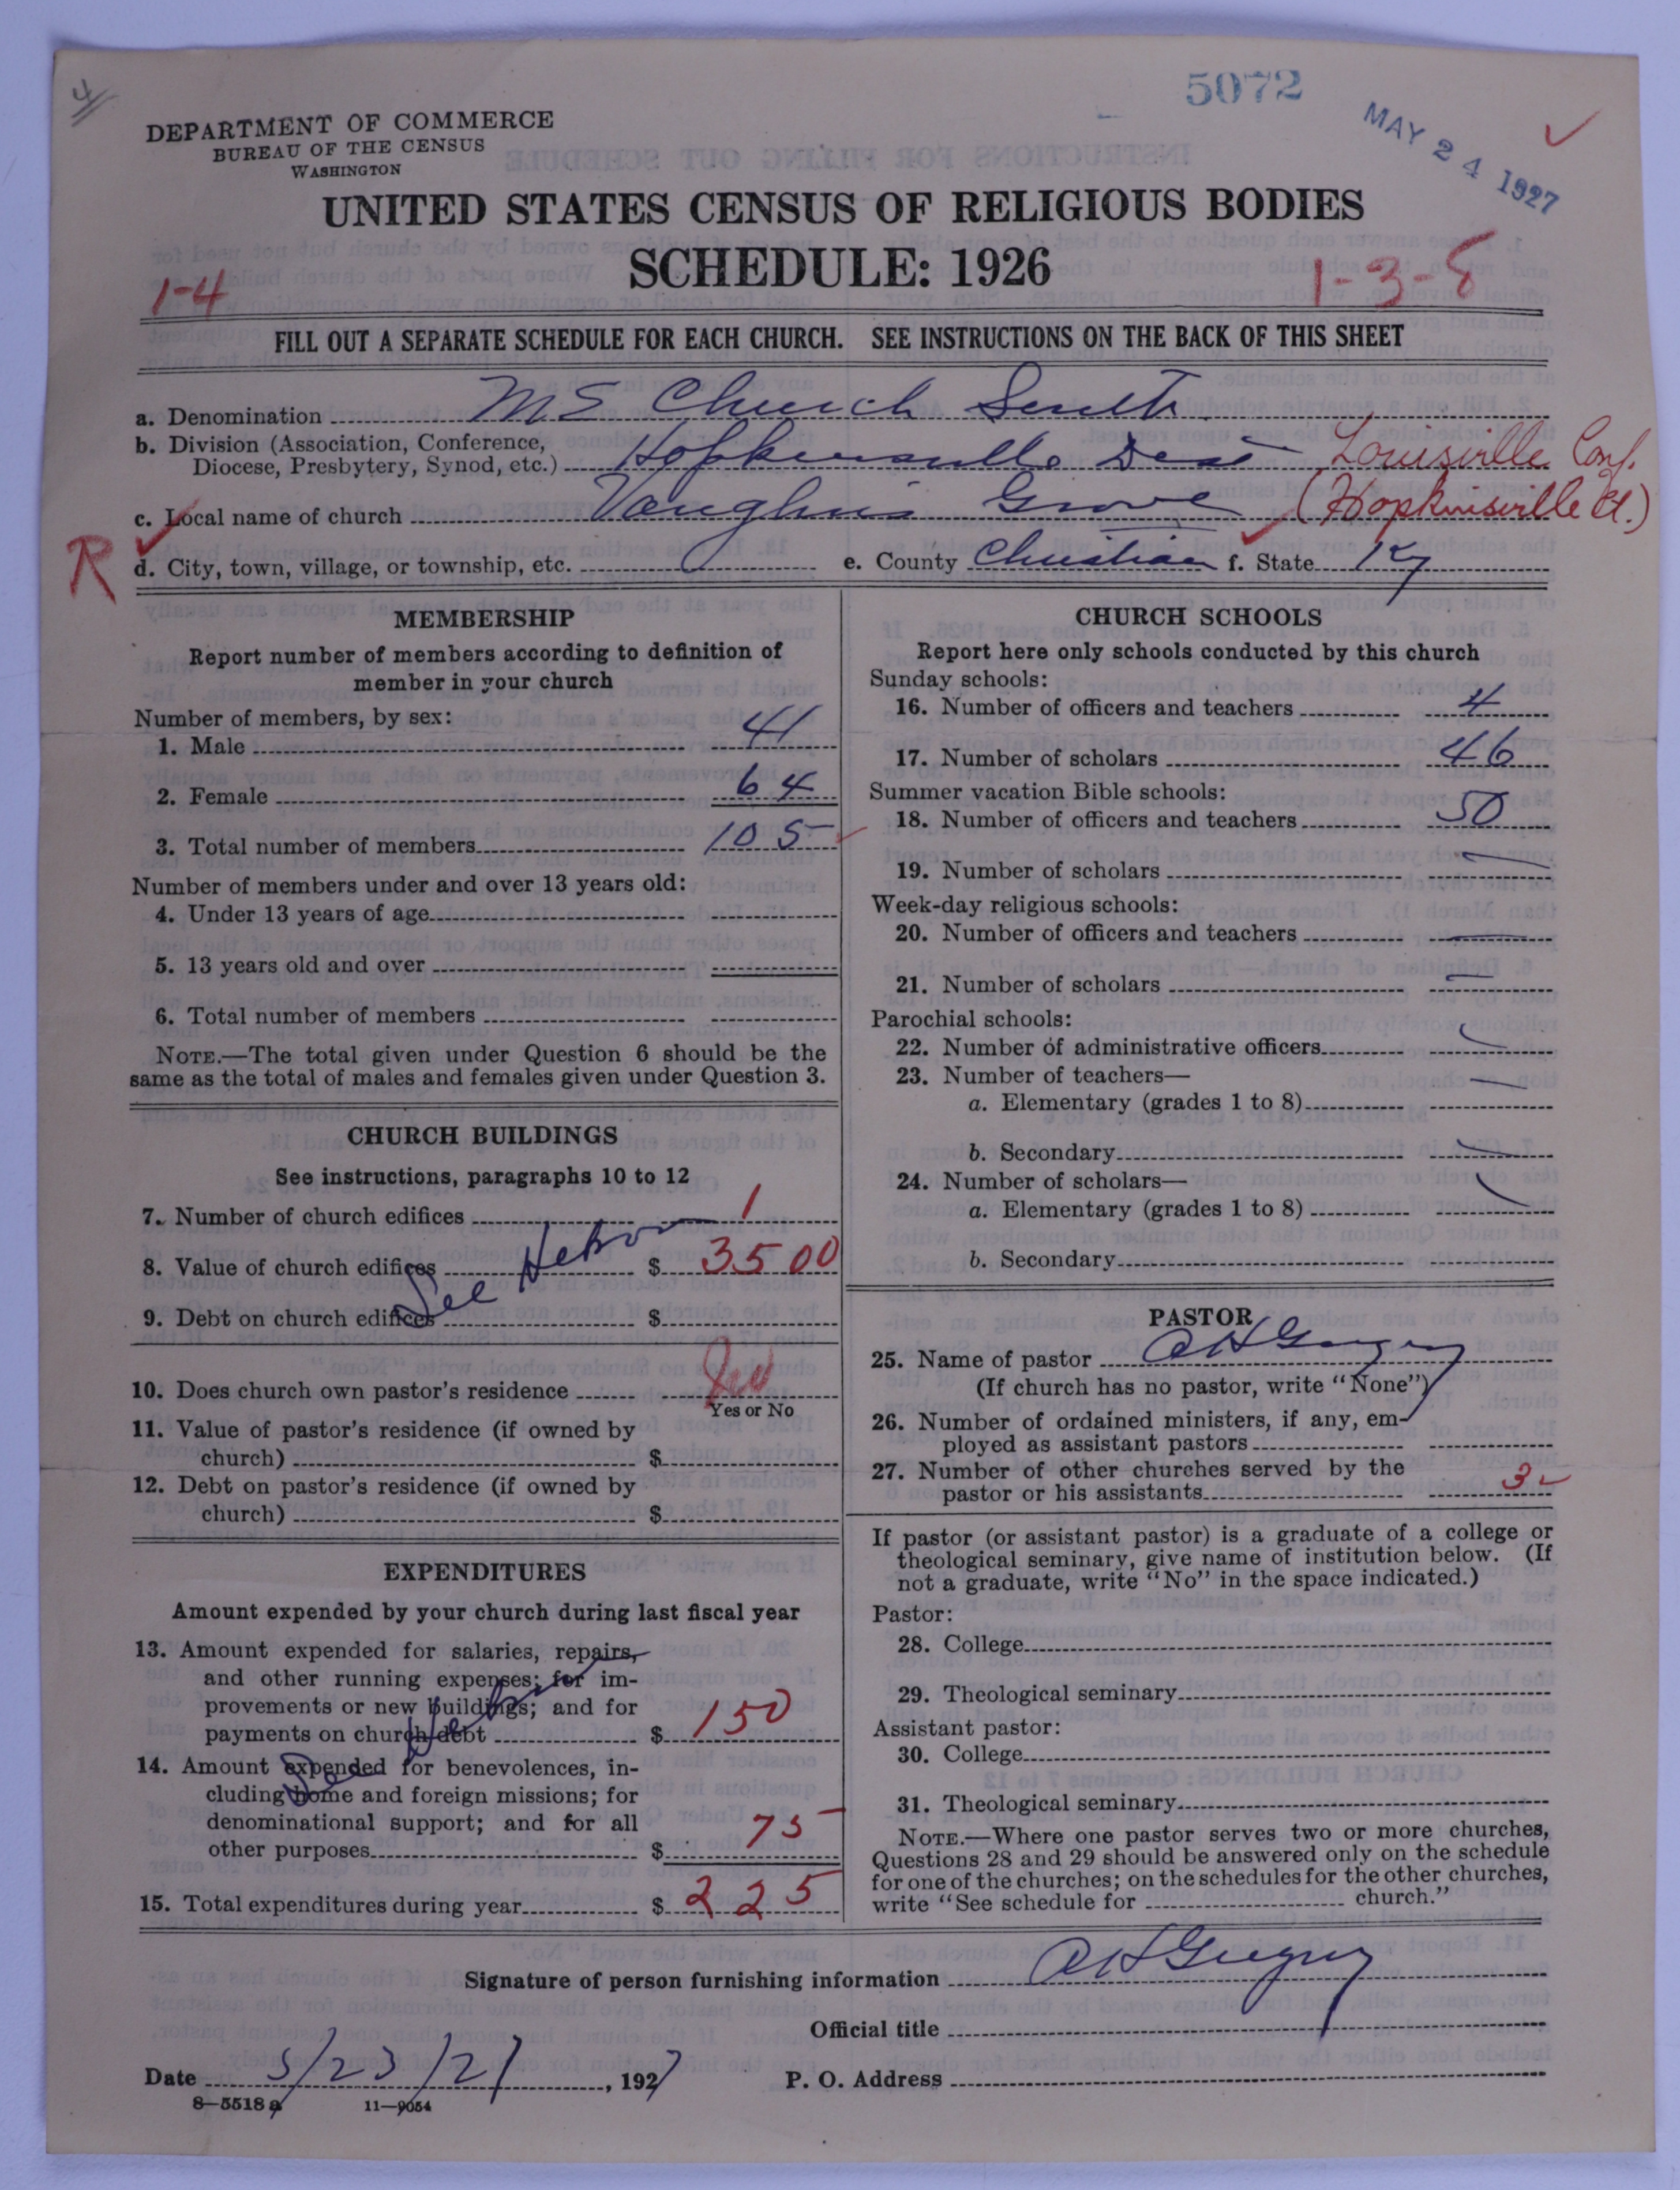 4
5072
MAY 24 1927
DEPARTMENT OF COMMERCE
BUREAU OF THE CENSUS
WASHINGTON
UNITED STATES CENSUS OF RELIGIOUS BODIES
SCHEDULE: 1926
1-4
1-3-8
FILL OUT A SEPARATE SCHEDULE FOR EACH CHURCH. SEE INSTRUCTIONS ON THE BACK OF THIS SHEET
a. Denomination M E Church South
b. Division (Association, Conference,
Diocese, Presbytery, Synod, etc.) Hopkinsville Dist Louisville Conf.
c. Local name of church Vaughns Grove (Hopkinsville Ct.)
R
d. City, town, village, or township, etc. e. County Christian f. State Ky
MEMBERSHIP
Report number of members according to definition of
member in your church
Number of members, by sex:
1. Male 41
2. Female 64
3. Total number of members 105
Number of members under and over 13 years old:
4. Under 13 years of age
5. 13 years old and over
6. Total number of members
NOTE.—The total given under Question 6 should be the
same as the total of males and females given under Question 3.
CHURCH BUILDINGS
See instructions, paragraphs 10 to 12
7. Number of church edifices 1
8. Value of church edifices $ 3500
See Hebron
9. Debt on church edifices $
10. Does church own pastor's residence
Yes or No
11. Value of pastor's residence (if owned by
church) $
12. Debt on pastor's residence (if owned by
church) $
EXPENDITURES
Amount expended by your church during last fiscal year
13. Amount expended for salaries, repairs,
and other running expenses; for im-
provements or new buildings; and for
payments on church debt $ 150
See Hebron
14. Amount expended for benevolences, in-
cluding home and foreign missions; for
denominational support; and for all
other purposes $ 75
15. Total expenditures during year $ 225
CHURCH SCHOOLS
Report here only schools conducted by this church
Sunday schools:
16. Number of officers and teachers 4
17. Number of scholars 46
Summer vacation Bible schools:
18. Number of officers and teachers 50
19. Number of scholars
Week-day religious schools:
20. Number of officers and teachers
21. Number of scholars
Parochial schools:
22. Number of administrative officers
23. Number of teachers—
a. Elementary (grades 1 to 8)
b. Secondary
24. Number of scholars—
a. Elementary (grades 1 to 8)
b. Secondary
PASTOR
25. Name of pastor A H Gregory
(If church has no pastor, write "None")
26. Number of ordained ministers, if any, em-
ployed as assistant pastors
27. Number of other churches served by the
pastor or his assistants 3
If pastor (or assistant pastor) is a graduate of a college or
theological seminary, give name of institution below. (If
not a graduate, write "No" in the space indicated.)
Pastor:
28. College
29. Theological seminary
Assistant pastor:
30. College
31. Theological seminary
NOTE.—Where one pastor serves two or more churches,
Questions 28 and 29 should be answered only on the schedule
for one of the churches; on the schedules for the other churches,
write "See schedule for church."
Signature of person furnishing information A H Gregory
Official title
Date 5/23/27, 1927 P. O. Address
8—5518 a 11—9054